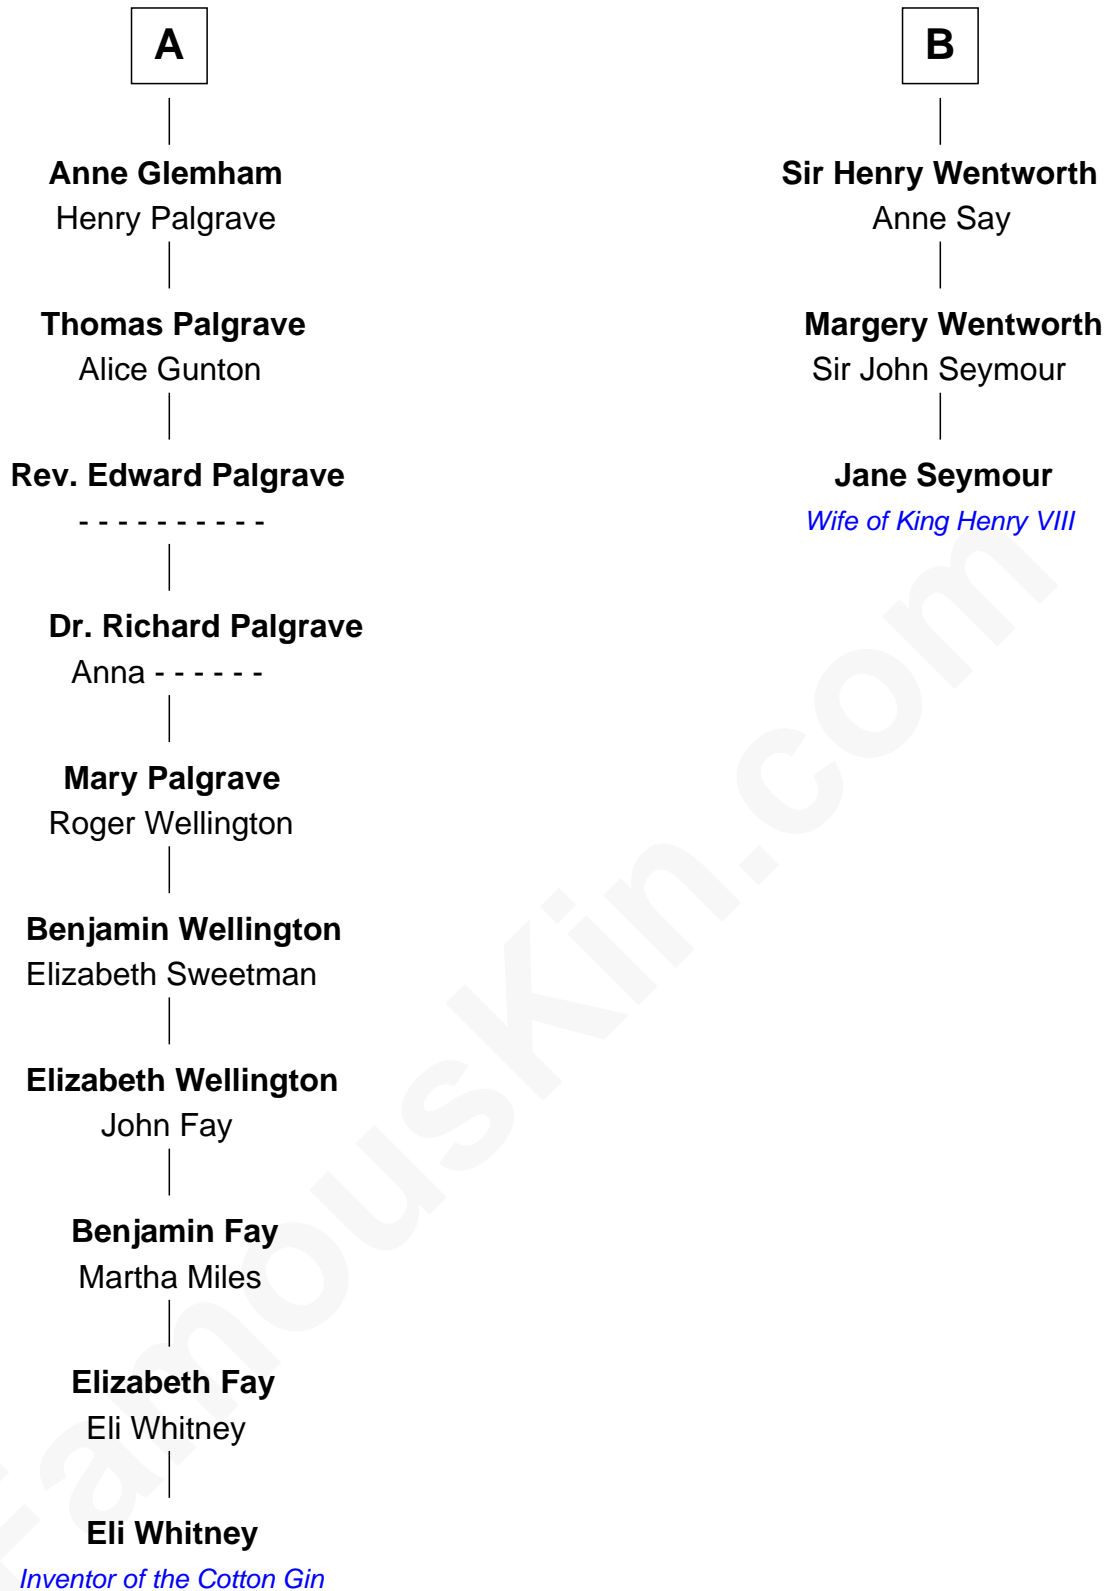 A
Anne Glemham
Henry Palgrave
Thomas Palgrave
Alice Gunton
Rev. Edward Palgrave
- - - - - - - - - -
Dr. Richard Palgrave
Anna - - - - - -
Mary Palgrave
Roger Wellington
Benjamin Wellington
Elizabeth Sweetman
Elizabeth Wellington
John Fay
Benjamin Fay
Martha Miles
Elizabeth Fay
Eli Whitney
Eli Whitney
Inventor of the Cotton Gin
B
Sir Henry Wentworth
Anne Say
Margery Wentworth
Sir John Seymour
Jane Seymour
Wife of King Henry VIII
FamousKin.com